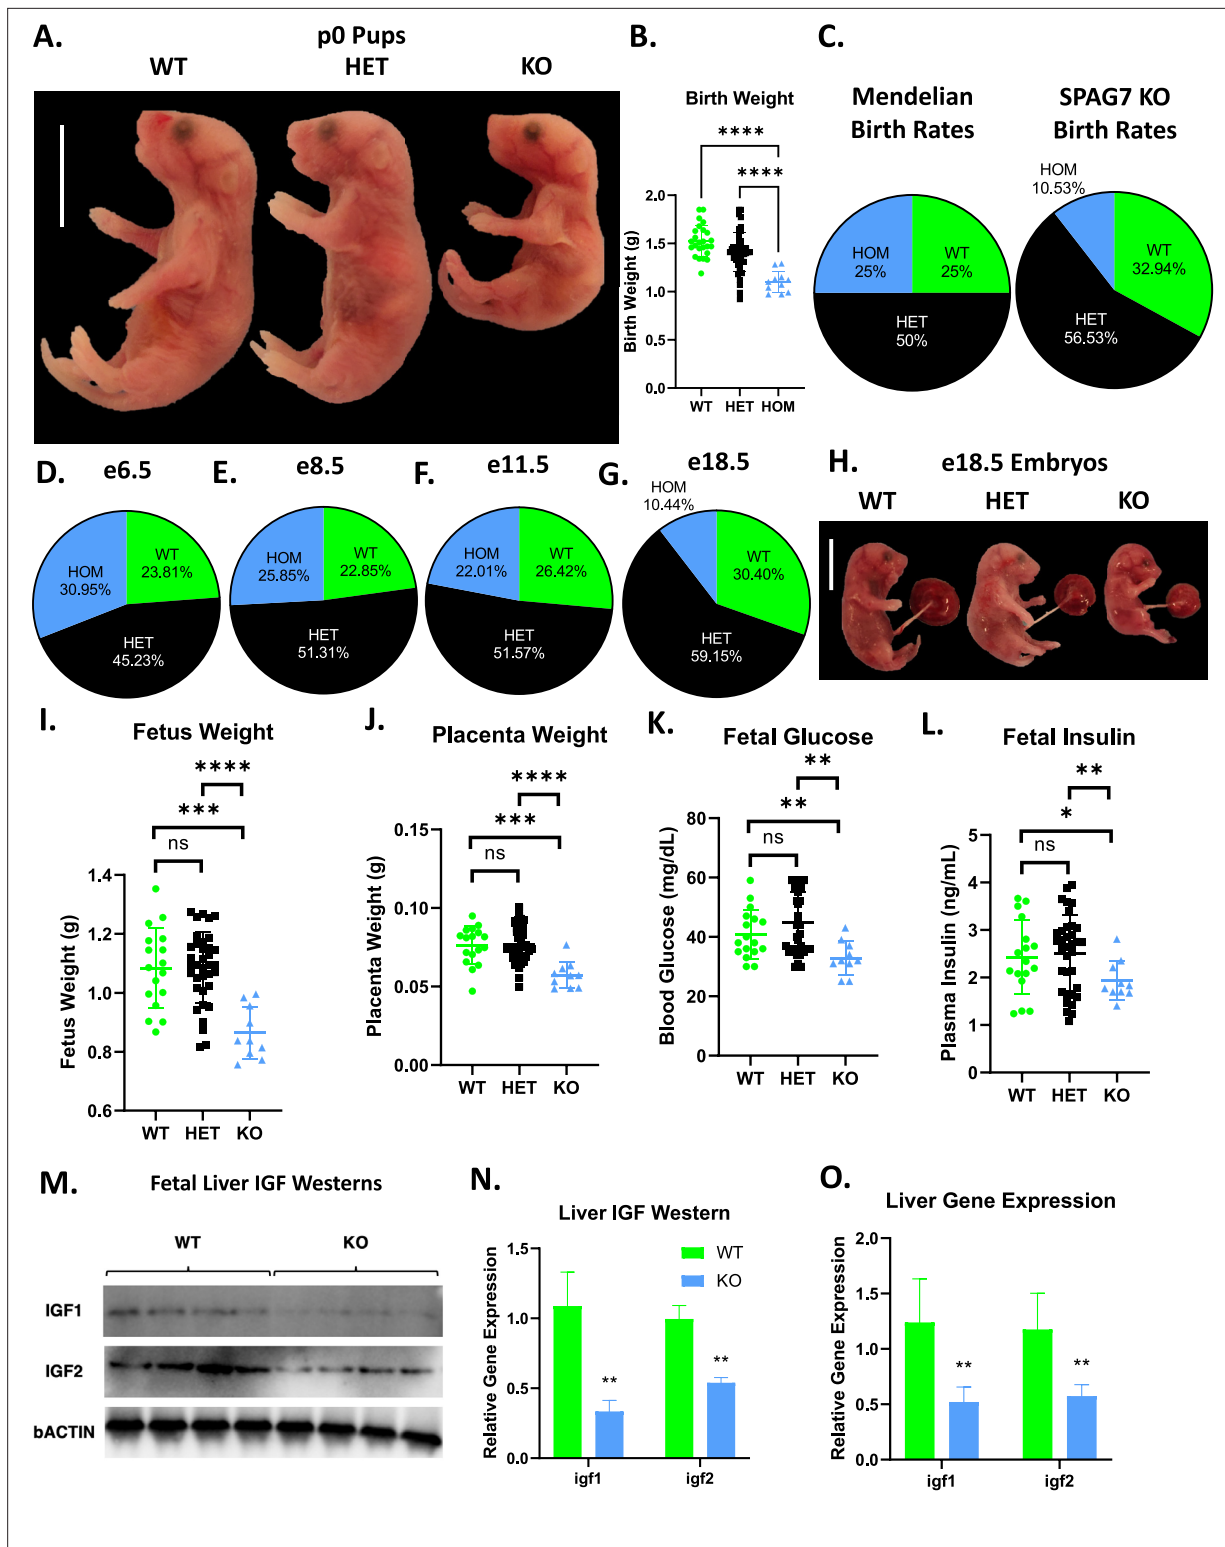 A.
p0 Pups
WT HET KO
B.
Birth Weight
****
****
Birth Weight (g)
2.0
1.5
1.0
0.5
0.0
WT HET HOM
C.
Mendelian
Birth Rates
HOM
25%
WT
25%
HET
50%
SPAG7 KO
Birth Rates
HOM
10.53%
WT
32.94%
HET
56.53%
D.
e6.5
HOM
30.95%
WT
23.81%
HET
45.23%
E.
e8.5
HOM
25.85%
WT
22.85%
HET
51.31%
F.
e11.5
HOM
22.01%
WT
26.42%
HET
51.57%
G.
e18.5
HOM
10.44%
WT
30.40%
HET
59.15%
H.
e18.5 Embryos
WT HET KO
I.
Fetus Weight
****
***
ns
Fetus Weight (g)
1.4
1.2
1.0
0.8
0.6
WT HET KO
J.
Placenta Weight
****
***
ns
Placenta Weight (g)
0.15
0.10
0.05
0.00
WT HET KO
K.
Fetal Glucose
**
**
ns
Blood Glucose (mg/dL)
80
60
40
20
0
WT HET KO
L.
Fetal Insulin
**
*
ns
Plasma Insulin (ng/mL)
5
4
3
2
1
0
WT HET KO
M.
Fetal Liver IGF Westerns
WT KO
IGF1
IGF2
bACTIN
N.
Liver IGF Western
WT
KO
Relative Gene Expression
1.5
1.0
0.5
0.0
**
**
igf1 igf2
O.
Liver Gene Expression
Relative Gene Expression
2.0
1.5
1.0
0.5
0.0
**
**
igf1 igf2